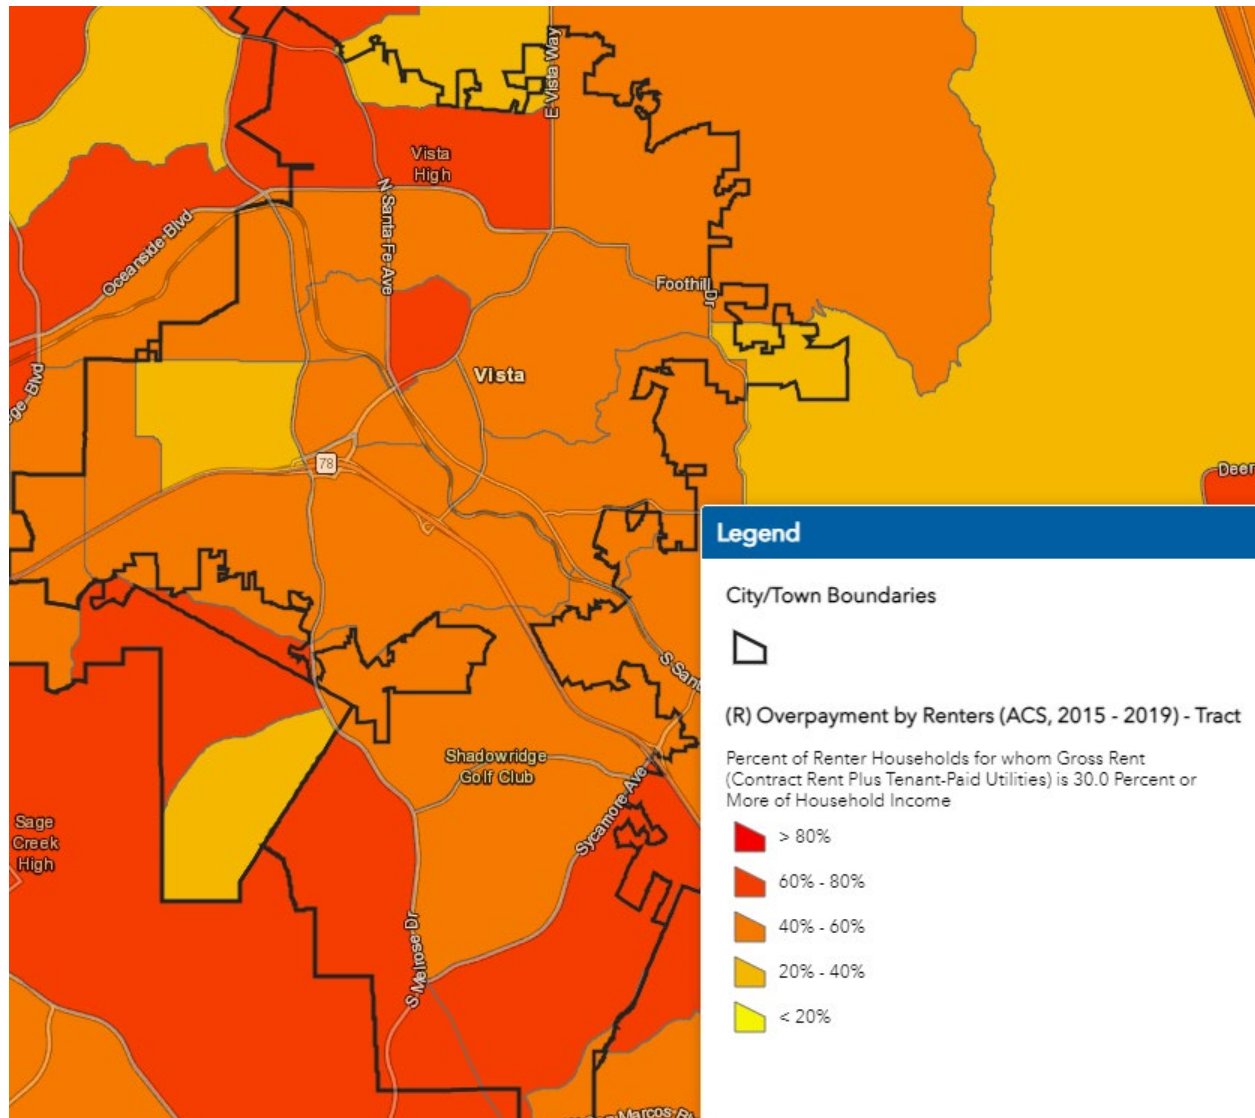 E Vista Way
Vista
High
N Santa Fe Ave
Oceanside Blvd
Foothill
Dr
Vista
78
Deer
Legend
City/Town Boundaries
S Sant
(R) Overpayment by Renters (ACS, 2015 - 2019) - Tract
Percent of Renter Households for whom Gross Rent
(Contract Rent Plus Tenant-Paid Utilities) is 30.0 Percent or
More of Household Income
> 80%
60% - 80%
40% - 60%
20% - 40%
< 20%
Shadowridge
Golf Club
Sycamore Ave
Sage
Creek
High
S Melrose Dr